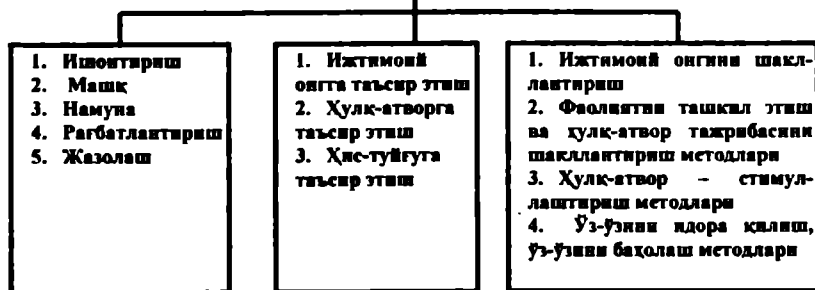 1. Ишонтириш
2. Машқ
3. Намуна
4. Рағбатлантириш
5. Жазолаш
1. Ижтимоий
онгга таъсир этиш
2. Хулқ-атворга
таъсир этиш
3. Ҳис-туйғуга
таъсир этиш
1. Ижтимоий онгини шакл-
лантириш
2. Фаолиятни ташкил этиш
ва хулқ-атвор тажрибасини
шакллантириш методлари
3. Хулқ-атвор – стимул-
лаштириш методлари
4. Ўз-ўзини идора қилиш,
ўз-ўзини баҳолаш методлари